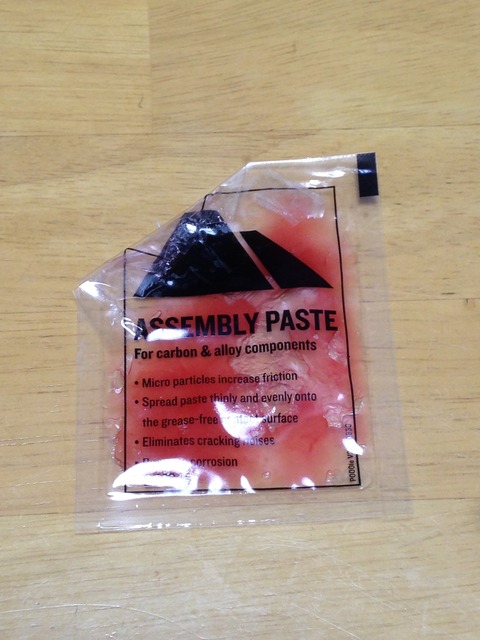 ASSEMBLY PASTE
For carbon & alloy components
• Micro particles increase friction
• Spread paste thinly and evenly onto
the grease-free contact surface
• Eliminates cracking noises
• corrosion